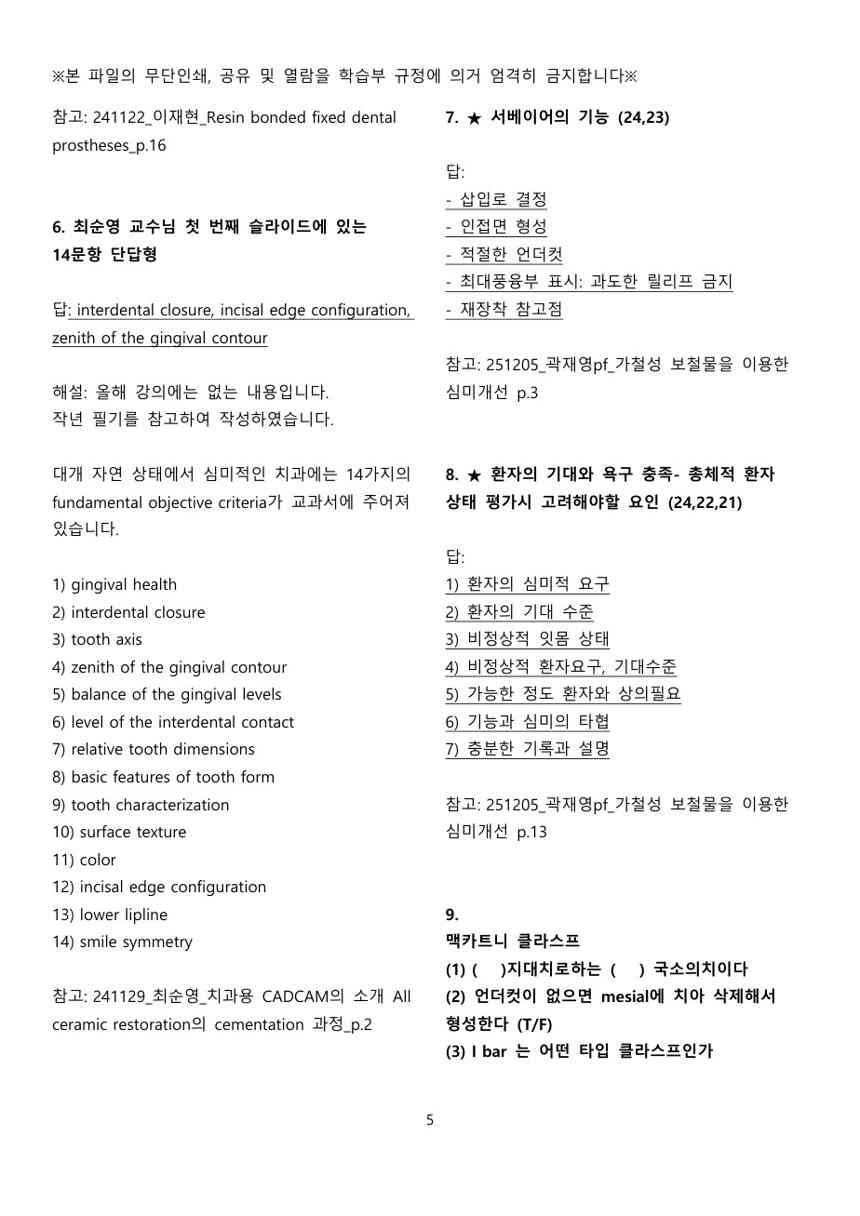 ※본 파일의 무단인쇄, 공유 및 열람을 학습부 규정에 의거 엄격히 금지합니다※
참고: 241122_이재현_Resin bonded fixed dental
prostheses_p.16
6. 최순영 교수님 첫 번째 슬라이드에 있는
14문항 단답형
답: interdental closure, incisal edge configuration,
zenith of the gingival contour
해설: 올해 강의에는 없는 내용입니다.
작년 필기를 참고하여 작성하였습니다.
대개 자연 상태에서 심미적인 치과에는 14가지의
fundamental objective criteria가 교과서에 주어져
있습니다.
1) gingival health
2) interdental closure
3) tooth axis
4) zenith of the gingival contour
5) balance of the gingival levels
6) level of the interdental contact
7) relative tooth dimensions
8) basic features of tooth form
9) tooth characterization
10) surface texture
11) color
12) incisal edge configuration
13) lower lipline
14) smile symmetry
참고: 241129_최순영_치과용 CADCAM의 소개 All
ceramic restoration의 cementation 과정_p.2
7. ★ 서베이어의 기능 (24,23)
답:
- 삽입로 결정
- 인접면 형성
- 적절한 언더컷
- 최대풍융부 표시: 과도한 릴리프 금지
- 재장착 참고점
참고: 251205_곽재영pf_가철성 보철물을 이용한
심미개선 p.3
8. ★ 환자의 기대와 욕구 충족- 총체적 환자
상태 평가시 고려해야할 요인 (24,22,21)
답:
1) 환자의 심미적 요구
2) 환자의 기대 수준
3) 비정상적 잇몸 상태
4) 비정상적 환자요구, 기대수준
5) 가능한 정도 환자와 상의필요
6) 기능과 심미의 타협
7) 충분한 기록과 설명
참고: 251205_곽재영pf_가철성 보철물을 이용한
심미개선 p.13
9.
맥카트니 클라스프
(1) (   )지대치로하는 (   ) 국소의치이다
(2) 언더컷이 없으면 mesial에 치아 삭제해서
형성한다 (T/F)
(3) I bar 는 어떤 타입 클라스프인가
5